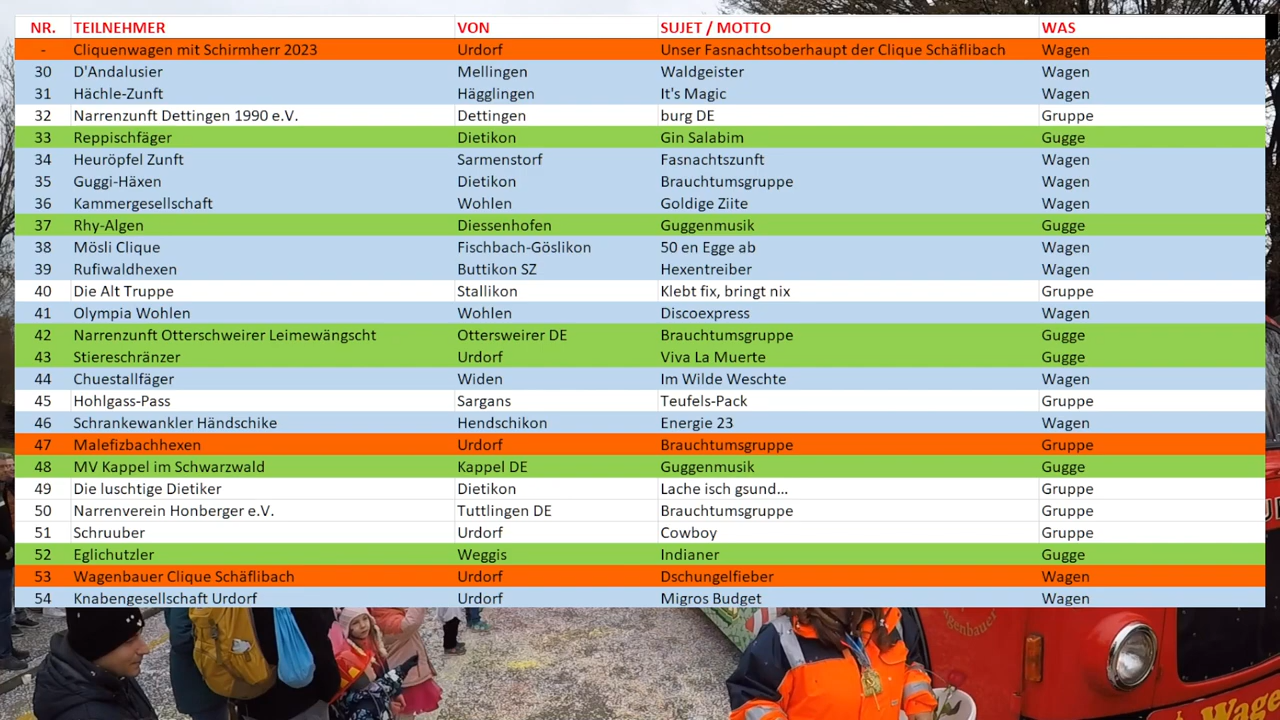 NR. TEILNEHMER VON SUJET / MOTTO WAS
- Cliquenwagen mit Schirmherr 2023 Urdorf Unser Fasnachtsoberhaupt der Clique Schäflibach Wagen
30 D'Andalusier Mellingen Waldgeister Wagen
31 Hächle-Zunft Hägglingen It's Magic Wagen
32 Narrenzunft Dettingen 1990 e.V. Dettingen burg DE Gruppe
33 Reppischfäger Dietikon Gin Salabim Gugge
34 Heuröpfel Zunft Sarmenstorf Fasnachtszunft Wagen
35 Guggi-Häxen Dietikon Brauchtumsgruppe Wagen
36 Kammergesellschaft Wohlen Goldige Ziite Wagen
37 Rhy-Algen Diessenhofen Guggenmusik Gugge
38 Mösli Clique Fischbach-Göslikon 50 en Egge ab Wagen
39 Rufiwaldhexen Buttikon SZ Hexentreiber Wagen
40 Die Alt Truppe Stallikon Klebt fix, bringt nix Gruppe
41 Olympia Wohlen Wohlen Discoexpress Wagen
42 Narrenzunft Otterschweirer Leimewängscht Ottersweirer DE Brauchtumsgruppe Gugge
43 Stiereschränzer Urdorf Viva La Muerte Gugge
44 Chuestallfäger Widen Im Wilde Weschte Wagen
45 Hohlgass-Pass Sargans Teufels-Pack Gruppe
46 Schrankewankler Händschike Hendschikon Energie 23 Wagen
47 Malefizbachhexen Urdorf Brauchtumsgruppe Gruppe
48 MV Kappel im Schwarzwald Kappel DE Guggenmusik Gugge
49 Die luschtige Dietiker Dietikon Lache isch gsund... Gruppe
50 Narrenverein Honberger e.V. Tuttlingen DE Brauchtumsgruppe Gruppe
51 Schruuber Urdorf Cowboy Gruppe
52 Eglichutzler Weggis Indianer Gugge
53 Wagenbauer Clique Schäflibach Urdorf Dschungelfieber Wagen
54 Knabengesellschaft Urdorf Urdorf Migros Budget Wagen